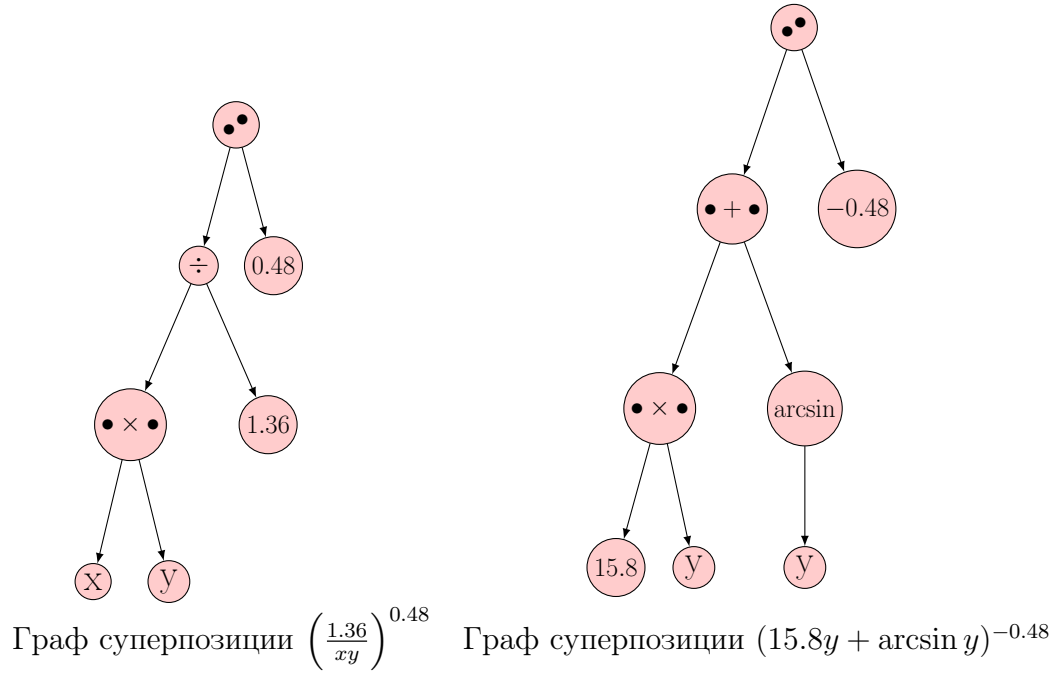 ÷
0.48
• × •
1.36
x
y
Граф суперпозиции (1.36/xy)^0.48
• + •
−0.48
• × •
arcsin
15.8
y
y
Граф суперпозиции (15.8y + arcsin y)^−0.48